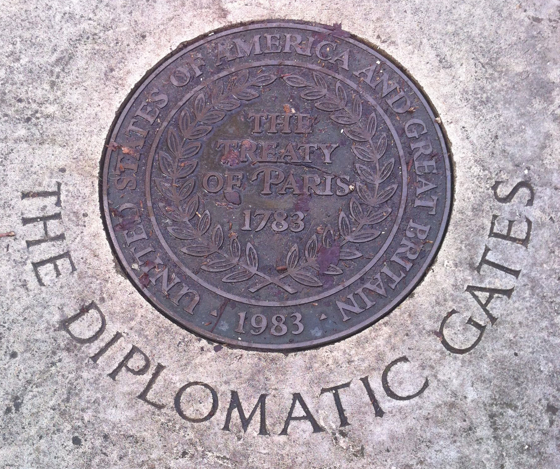 UNITED STATES OF AMERICA AND GREAT BRITAIN
THE
TREATY
OF PARIS
1783
· 1983 ·
THE DIPLOMATIC GATES